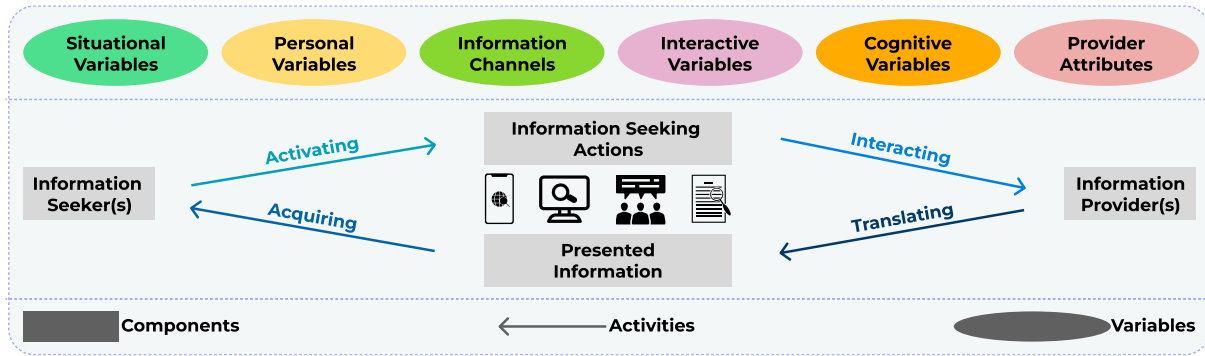 Situational
Variables
Personal
Variables
Information
Channels
Interactive
Variables
Cognitive
Variables
Provider
Attributes
Information
Seeker(s)
Activating
Acquiring
Information Seeking
Actions
Presented
Information
Interacting
Translating
Information
Provider(s)
Components
Activities
Variables